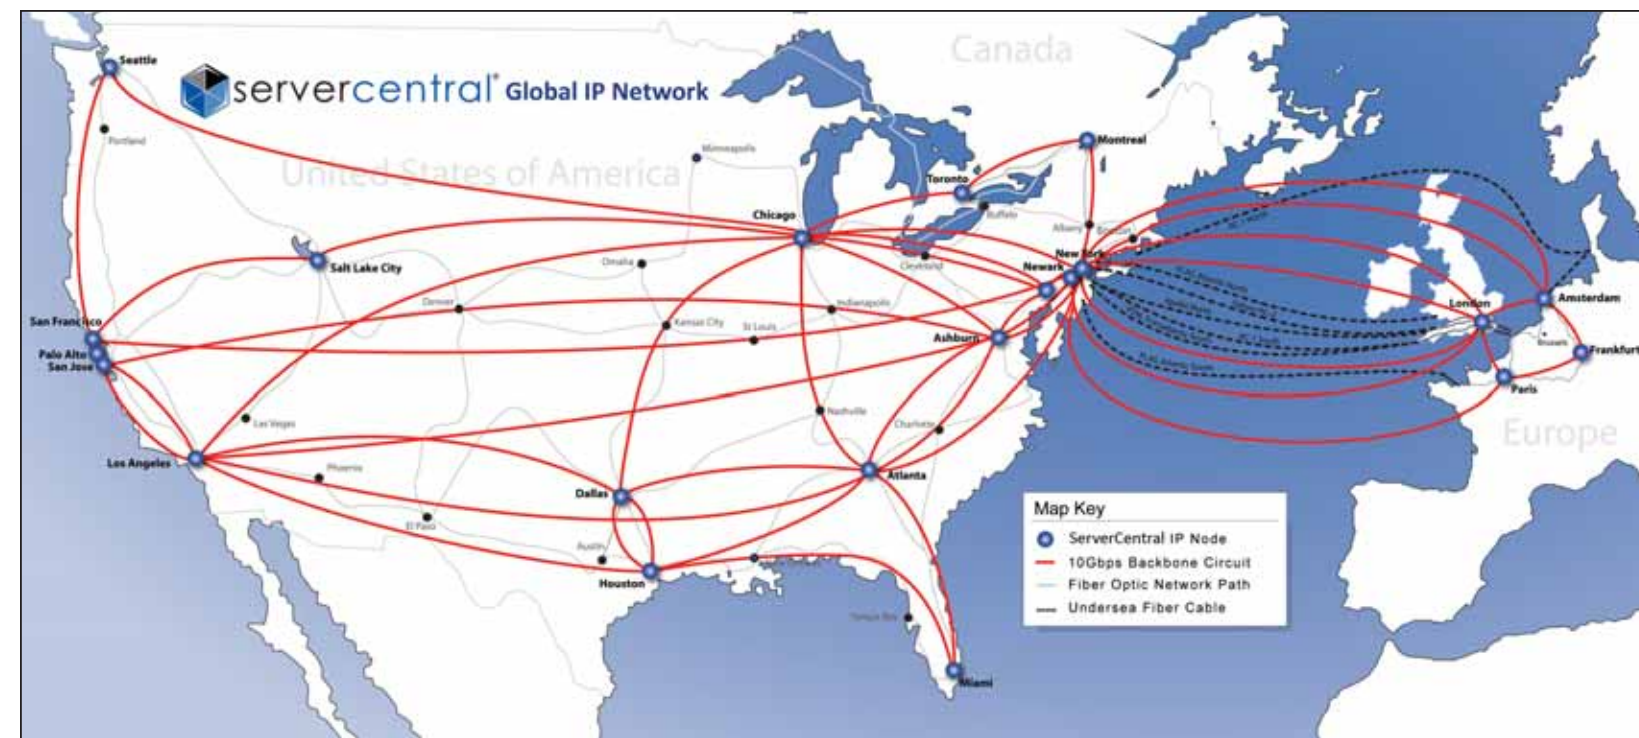 Canada
Seattle
servercentral® Global IP Network
Portland
Minneapolis
Montreal
United States of America
Toronto
Buffalo
Chicago
Albany
Boston
New York
Newark
Cleveland
Salt Lake City
Omaha
Denver
Indianapolis
London
Amsterdam
San Francisco
Kansas City
St Louis
Ashburn
Brussels
Palo Alto
San Jose
Frankfurt
Paris
Nashville
Las Vegas
Charlotte
Europe
Los Angeles
Phoenix
Atlanta
Dallas
El Paso
Austin
Houston
Map Key
ServerCentral IP Node
10Gbps Backbone Circuit
Fiber Optic Network Path
Undersea Fiber Cable
Tampa Bay
Miami